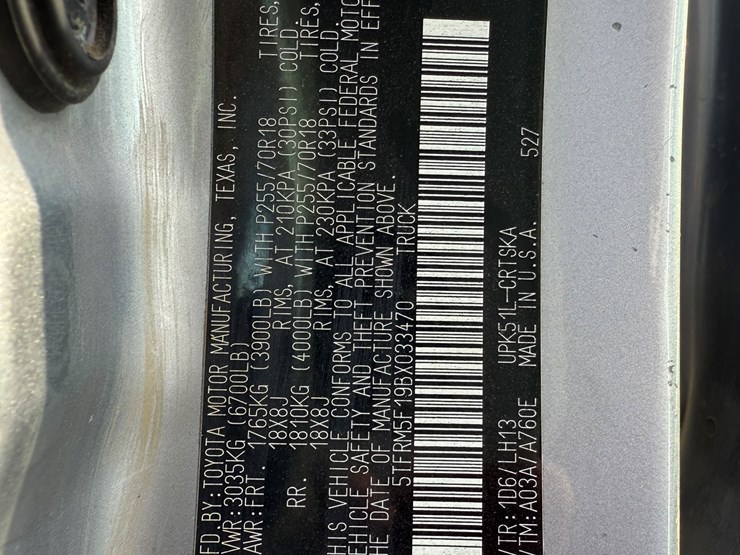 MFD.BY:TOYOTA MOTOR MANUFACTURING, TEXAS, INC.
VWR:3035KG (6700LB)
AWR:FRT. 1765KG (3900LB) WITH P255/70R18 TIRES,
18X8J RIMS, AT 210KPA (30PSI) COLD
RR. 1810KG (4000LB) WITH P255/70R18 TIRES,
18X8J RIMS, AT 230KPA (33PSI) COLD
HIS VEHICLE CONFORMS TO ALL APPLICABLE FEDERAL MOTO
EHICLE SAFETY AND THEFT PREVENTION STANDARDS IN EFF
THE DATE OF MANUFACTURE SHOWN ABOVE.
5TFRM5F19BX033470 TRUCK
/TR:1D6/LH13 UPK51L-CRTSKA
/TM:A03A/A760E MADE IN U.S.A. 527